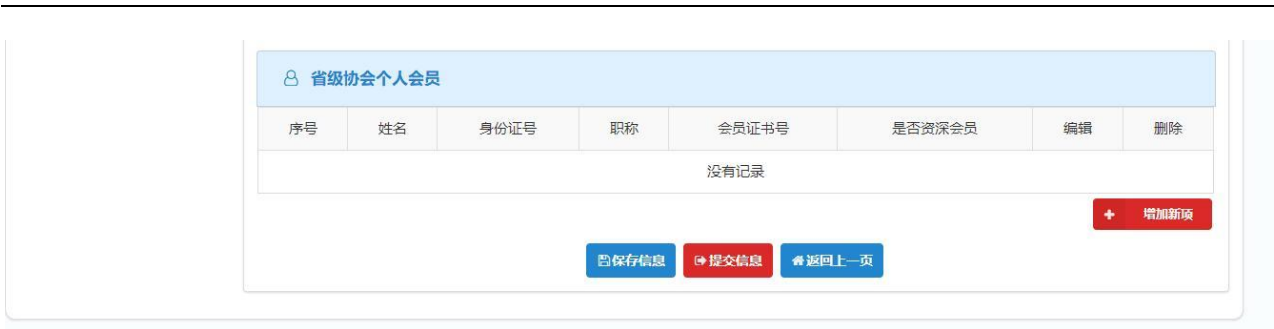 省级协会个人会员
序号 姓名 身份证号 职称 会员证书号 是否资深会员 编辑 删除
没有记录
增加新项
保存信息 提交信息 返回上一页